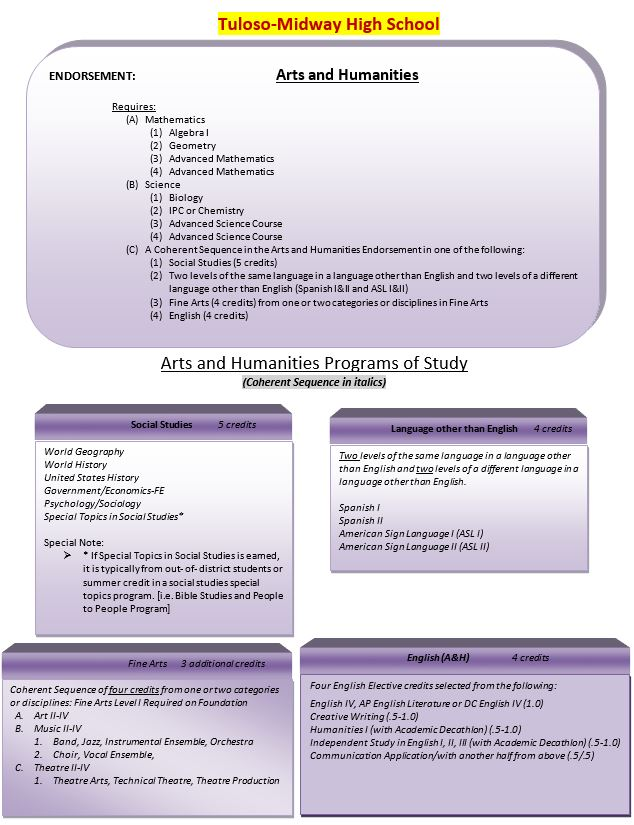 Tuloso-Midway High School
ENDORSEMENT: Arts and Humanities
Requires:
(A) Mathematics
(1) Algebra I
(2) Geometry
(3) Advanced Mathematics
(4) Advanced Mathematics
(B) Science
(1) Biology
(2) IPC or Chemistry
(3) Advanced Science Course
(4) Advanced Science Course
(C) A Coherent Sequence in the Arts and Humanities Endorsement in one of the following:
(1) Social Studies (5 credits)
(2) Two levels of the same language in a language other than English and two levels of a different
language other than English (Spanish I&II and ASL I&II)
(3) Fine Arts (4 credits) from one or two categories or disciplines in Fine Arts
(4) English (4 credits)
Arts and Humanities Programs of Study
(Coherent Sequence in italics)
Social Studies 5 credits
World Geography
World History
United States History
Government/Economics-FE
Psychology/Sociology
Special Topics in Social Studies*
Special Note:
➢ * If Special Topics in Social Studies is earned,
it is typically from out- of- district students or
summer credit in a social studies special
topics program. [i.e. Bible Studies and People
to People Program]
Language other than English 4 credits
Two levels of the same language in a language other
than English and two levels of a different language in a
language other than English.
Spanish I
Spanish II
American Sign Language I (ASL I)
American Sign Language II (ASL II)
Fine Arts 3 additional credits
Coherent Sequence of four credits from one or two categories
or disciplines: Fine Arts Level I Required on Foundation
A. Art II-IV
B. Music II-IV
1. Band, Jazz, Instrumental Ensemble, Orchestra
2. Choir, Vocal Ensemble,
C. Theatre II-IV
1. Theatre Arts, Technical Theatre, Theatre Production
English (A&H) 4 credits
Four English Elective credits selected from the following:
English IV, AP English Literature or DC English IV (1.0)
Creative Writing (.5-1.0)
Humanities I (with Academic Decathlon) (.5-1.0)
Independent Study in English I, II, III (with Academic Decathlon) (.5-1.0)
Communication Application/with another half from above (.5/.5)